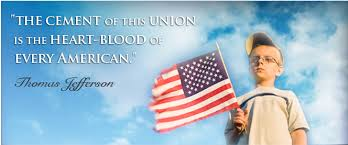 "THE CEMENT OF THIS UNION
IS THE HEART-BLOOD OF
EVERY AMERICAN."
Thomas Jefferson